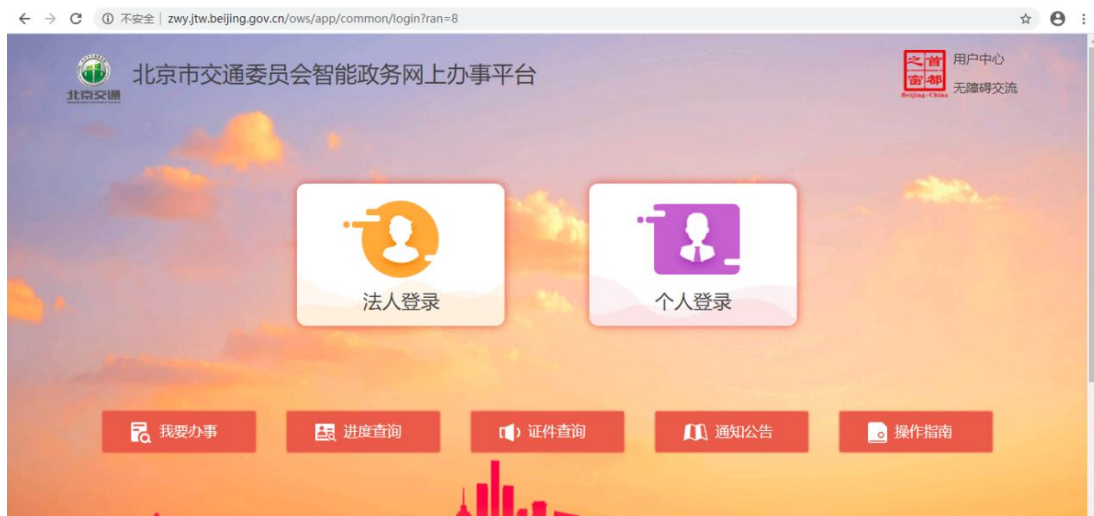 不安全 | zwy.jtw.beijing.gov.cn/ows/app/common/login?ran=8
北京交通
北京市交通委员会智能政务网上办事平台
首都之窗
Beijing-China
用户中心
无障碍交流
法人登录
个人登录
我要办事
进度查询
证件查询
通知公告
操作指南